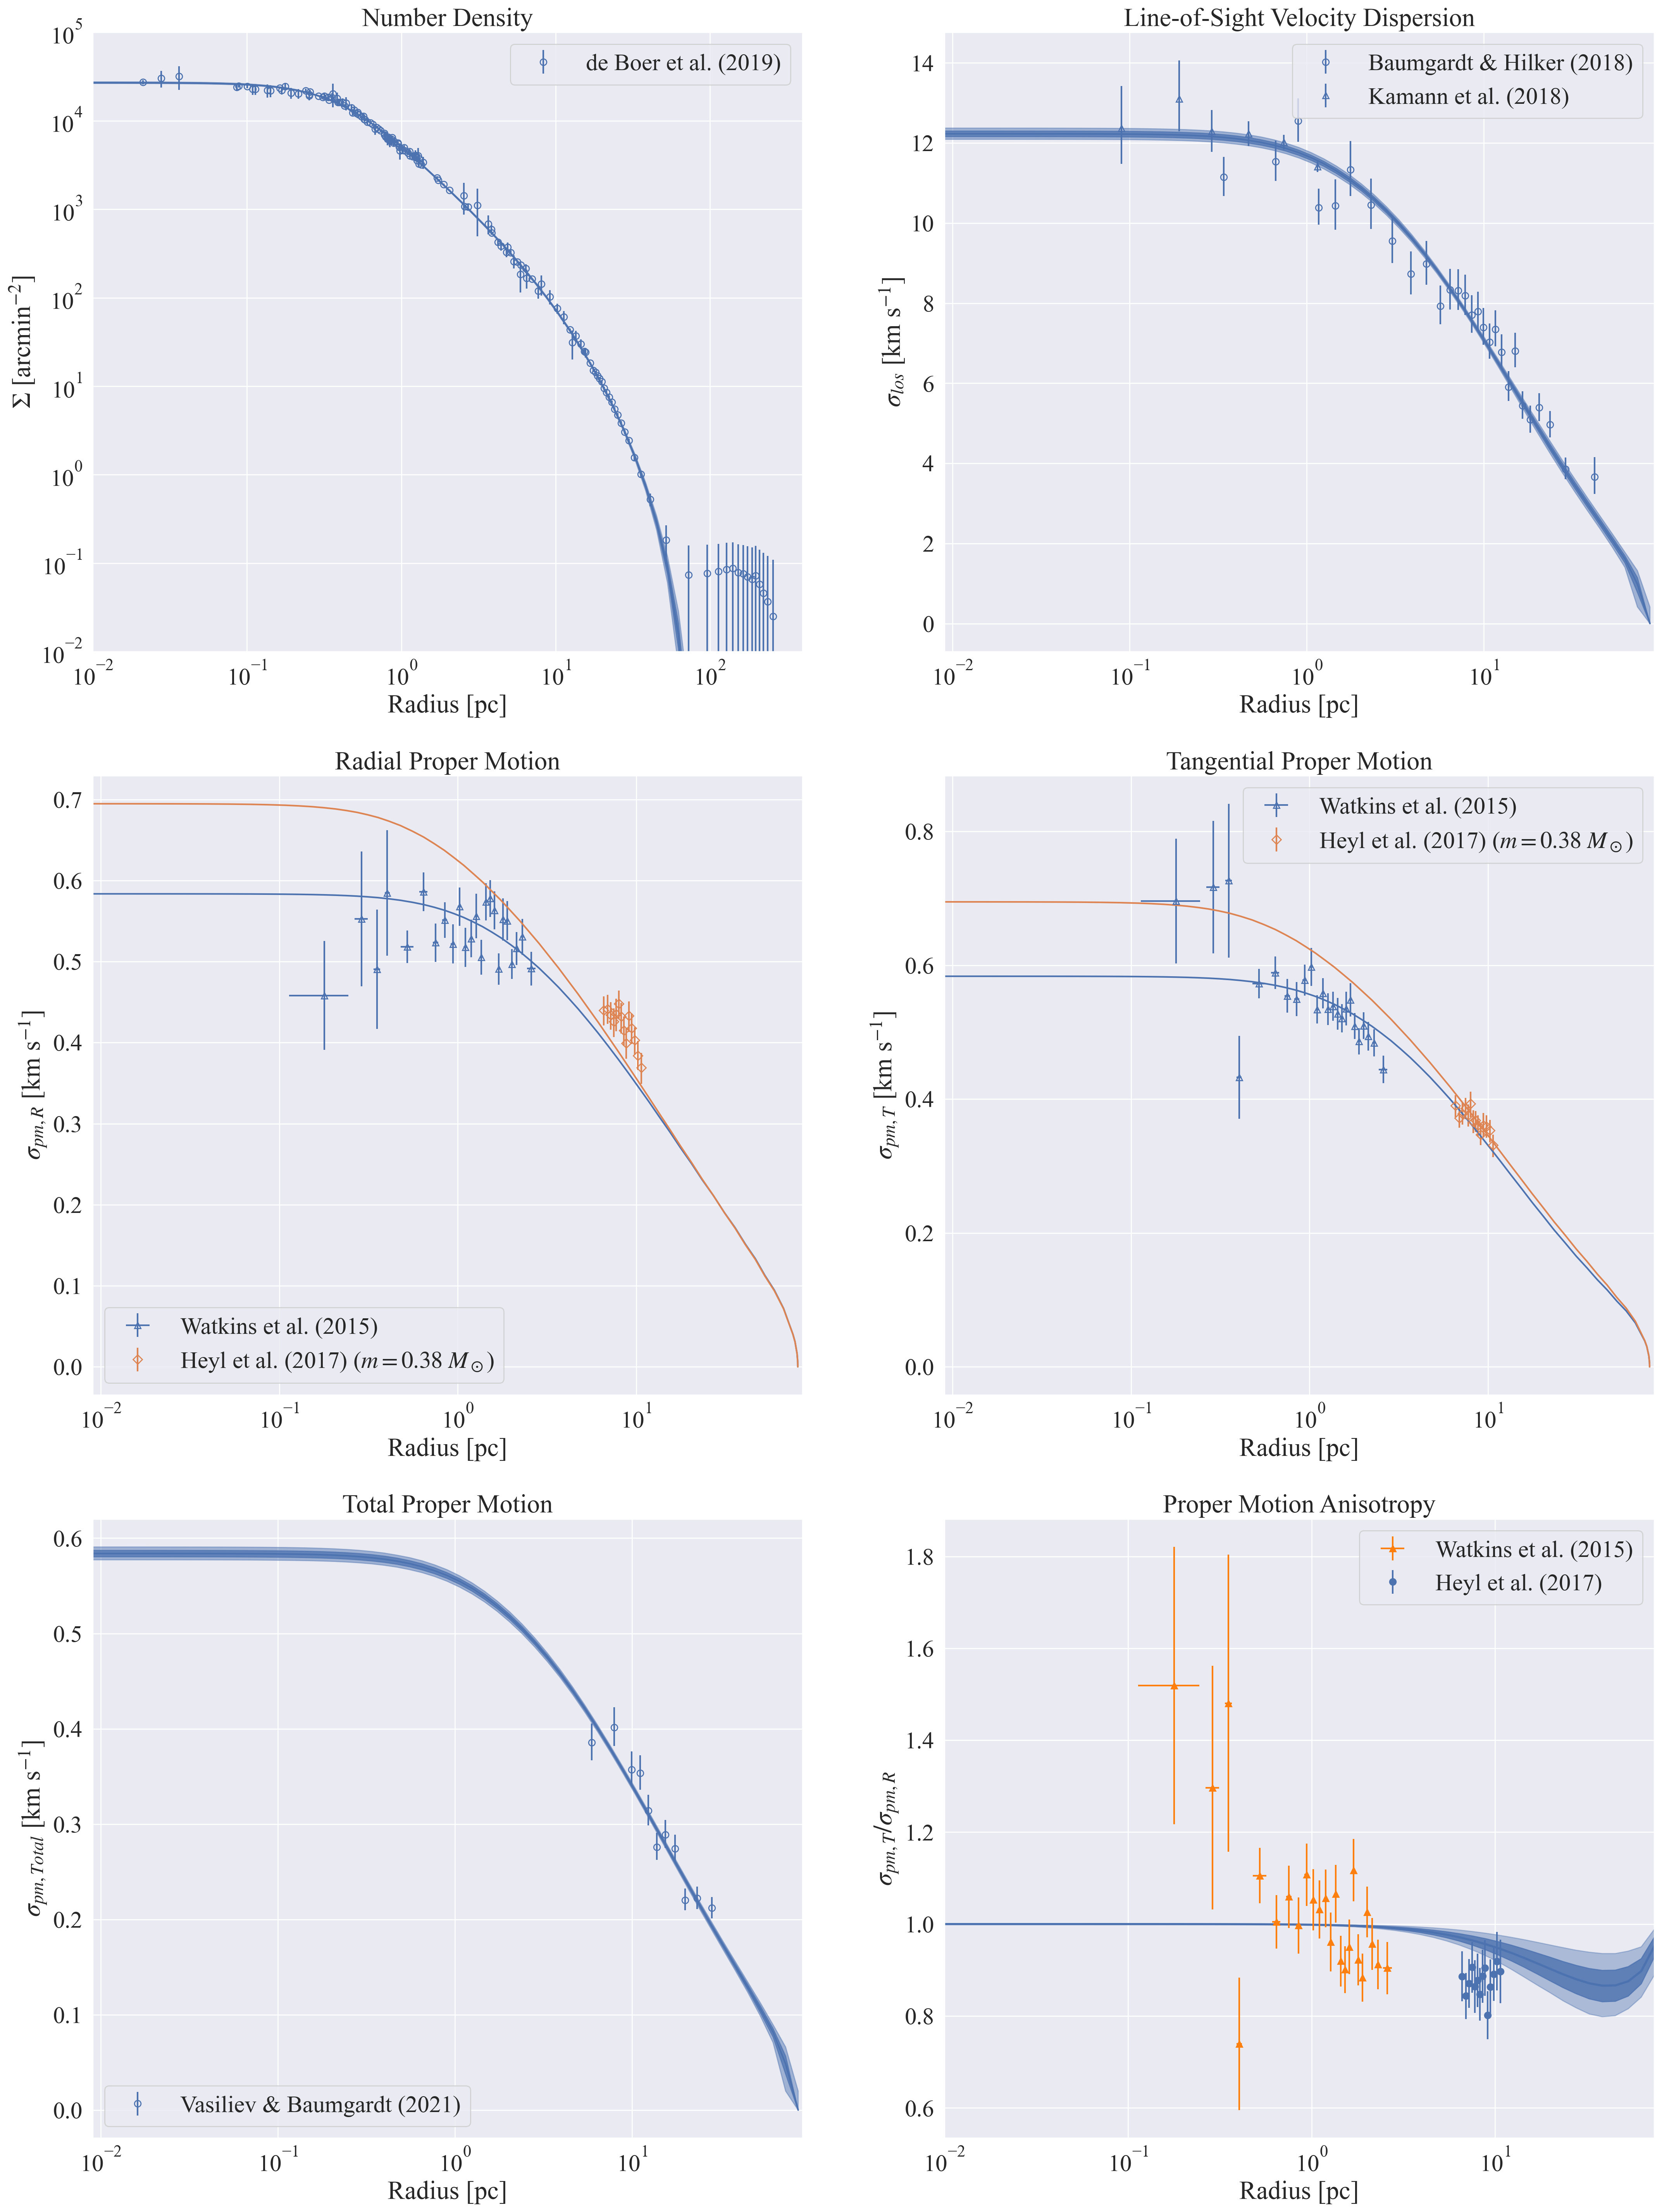 Number Density
10^5
10^4
10^3
10^2
10^1
10^0
10^−1
10^−2
Σ [arcmin^−2]
de Boer et al. (2019)
10^−2 10^−1 10^0 10^1 10^2
Radius [pc]
Line-of-Sight Velocity Dispersion
14
12
10
8
6
4
2
0
σ_los [km s^−1]
Baumgardt & Hilker (2018)
Kamann et al. (2018)
10^−2 10^−1 10^0 10^1
Radius [pc]
Radial Proper Motion
0.7
0.6
0.5
0.4
0.3
0.2
0.1
0.0
σ_pm,R [km s^−1]
Watkins et al. (2015)
Heyl et al. (2017) (m = 0.38 M_⊙)
10^−2 10^−1 10^0 10^1
Radius [pc]
Tangential Proper Motion
0.8
0.6
0.4
0.2
0.0
σ_pm,T [km s^−1]
Watkins et al. (2015)
Heyl et al. (2017) (m = 0.38 M_⊙)
10^−2 10^−1 10^0 10^1
Radius [pc]
Total Proper Motion
0.6
0.5
0.4
0.3
0.2
0.1
0.0
σ_pm,Total [km s^−1]
Vasiliev & Baumgardt (2021)
10^−2 10^−1 10^0 10^1
Radius [pc]
Proper Motion Anisotropy
1.8
1.6
1.4
1.2
1.0
0.8
0.6
σ_pm,T/σ_pm,R
Watkins et al. (2015)
Heyl et al. (2017)
10^−2 10^−1 10^0 10^1
Radius [pc]